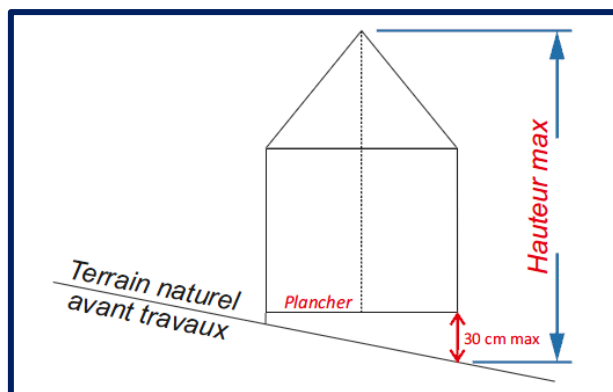 Hauteur max
Terrain naturel
avant travaux
Plancher
30 cm max